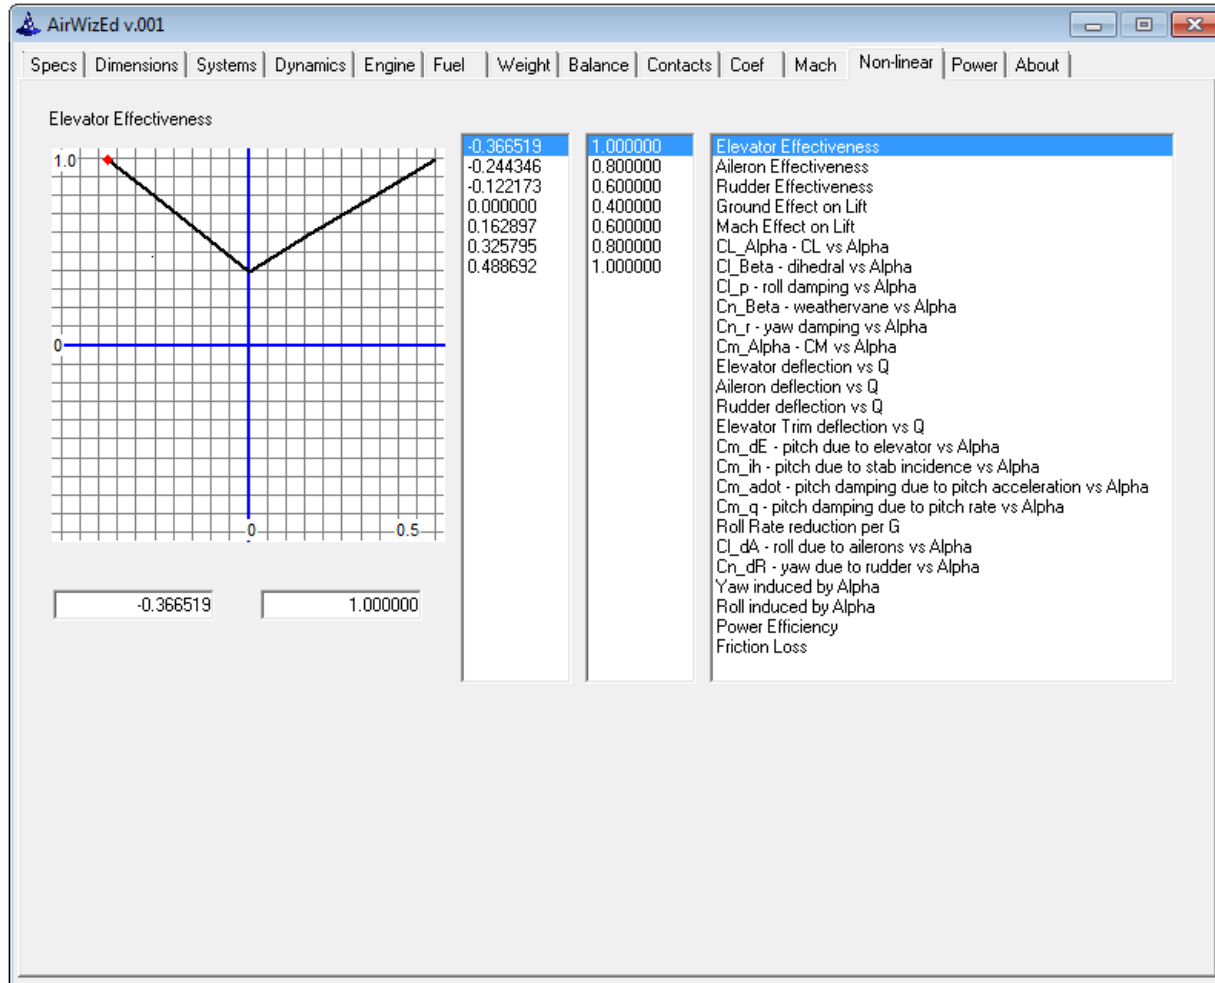 AirWizEd v.001
Specs Dimensions Systems Dynamics Engine Fuel Weight Balance Contacts Coef Mach Non-linear Power About
Elevator Effectiveness
1.0
0
0
0.5
-0.366519
1.000000
-0.366519
-0.244346
-0.122173
0.000000
0.162897
0.325795
0.488692
1.000000
0.800000
0.600000
0.400000
0.600000
0.800000
1.000000
Elevator Effectiveness
Aileron Effectiveness
Rudder Effectiveness
Ground Effect on Lift
Mach Effect on Lift
CL_Alpha - CL vs Alpha
Cl_Beta - dihedral vs Alpha
Cl_p - roll damping vs Alpha
Cn_Beta - weathervane vs Alpha
Cn_r - yaw damping vs Alpha
Cm_Alpha - CM vs Alpha
Elevator deflection vs Q
Aileron deflection vs Q
Rudder deflection vs Q
Elevator Trim deflection vs Q
Cm_dE - pitch due to elevator vs Alpha
Cm_ih - pitch due to stab incidence vs Alpha
Cm_adot - pitch damping due to pitch acceleration vs Alpha
Cm_q - pitch damping due to pitch rate vs Alpha
Roll Rate reduction per G
Cl_dA - roll due to ailerons vs Alpha
Cn_dR - yaw due to rudder vs Alpha
Yaw induced by Alpha
Roll induced by Alpha
Power Efficiency
Friction Loss